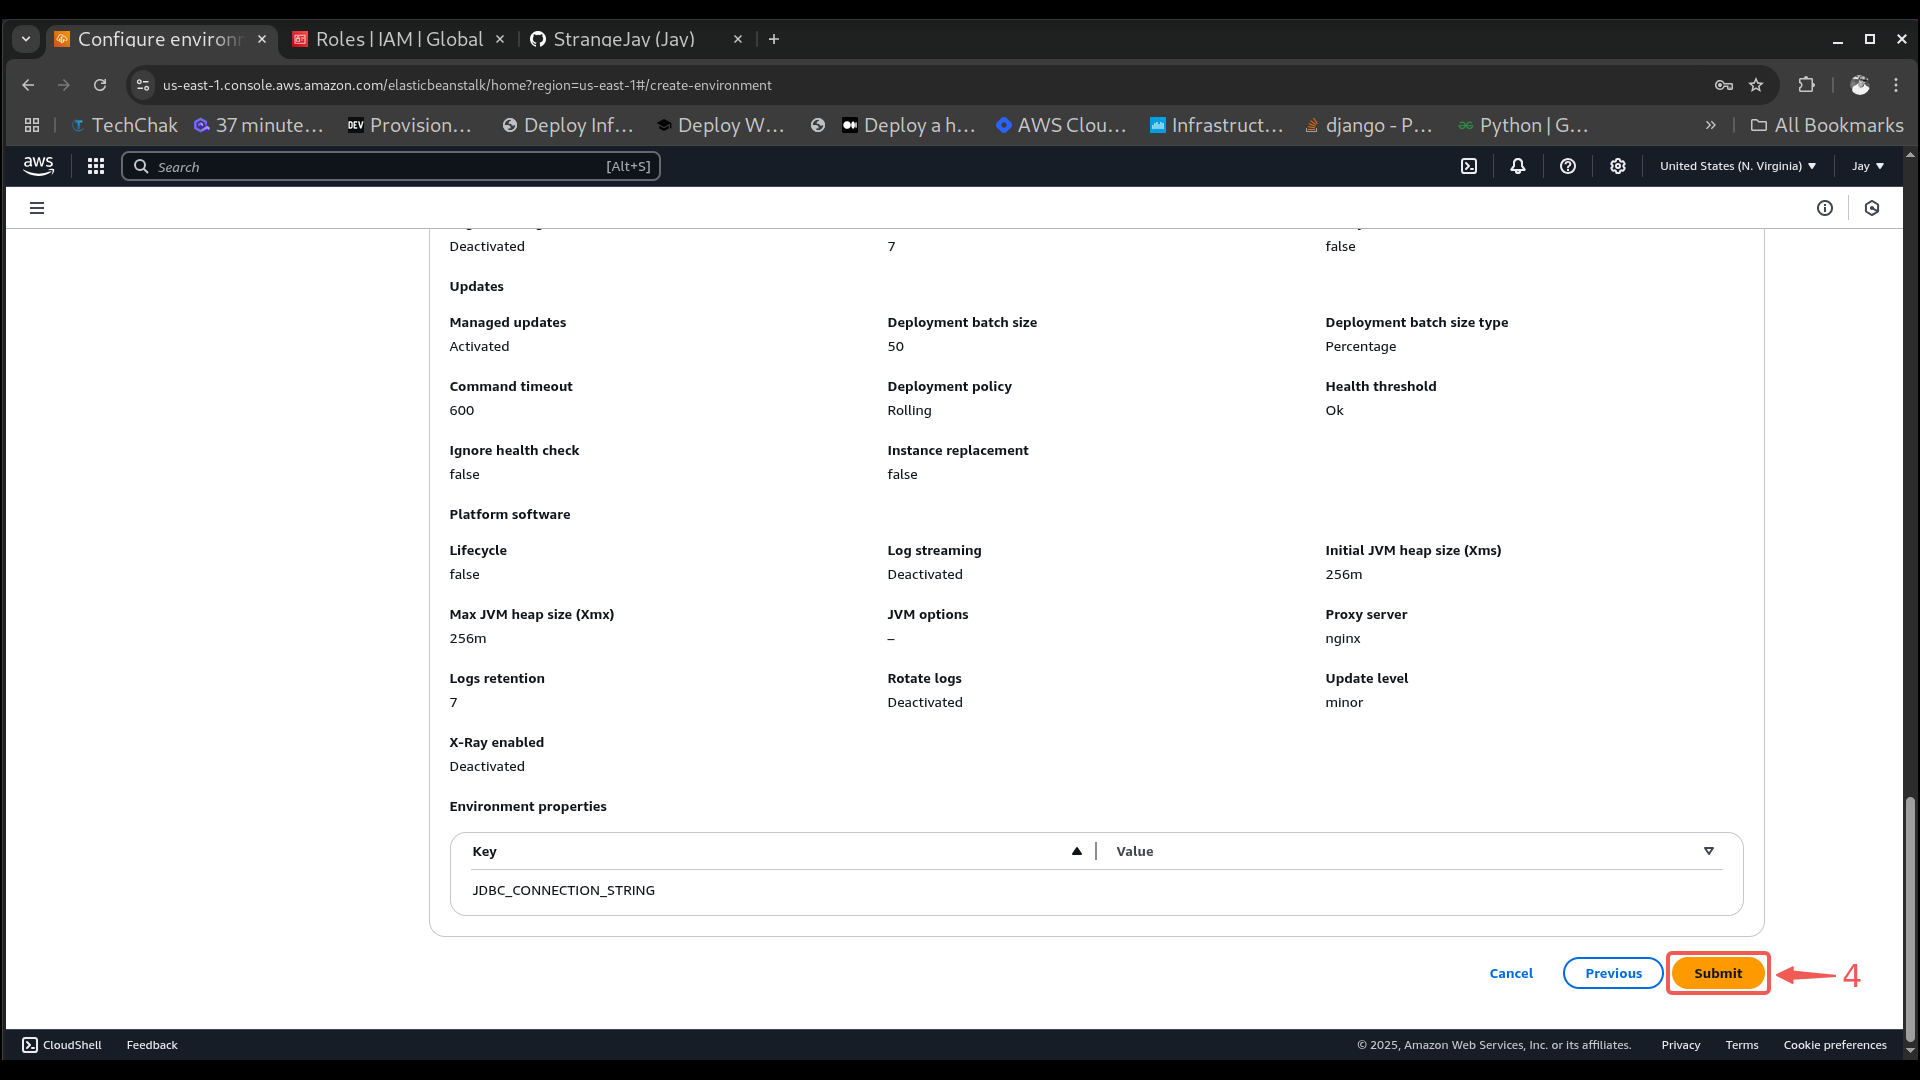 Configure environ
Roles | IAM | Global
StrangeJay (Jay)
us-east-1.console.aws.amazon.com/elasticbeanstalk/home?region=us-east-1#/create-environment
TechChak
37 minute...
DEV
Provision...
Deploy Inf...
Deploy W...
Deploy a h...
AWS Clou...
Infrastruct...
django - P...
Python | G...
All Bookmarks
aws
Search
[Alt+S]
United States (N. Virginia)
Jay
Deactivated
7
false
Updates
Managed updates
Deployment batch size
Deployment batch size type
Activated
50
Percentage
Command timeout
Deployment policy
Health threshold
600
Rolling
Ok
Ignore health check
Instance replacement
false
false
Platform software
Lifecycle
Log streaming
Initial JVM heap size (Xms)
false
Deactivated
256m
Max JVM heap size (Xmx)
JVM options
Proxy server
256m
–
nginx
Logs retention
Rotate logs
Update level
7
Deactivated
minor
X-Ray enabled
Deactivated
Environment properties
Key
Value
JDBC_CONNECTION_STRING
Cancel
Previous
Submit
4
CloudShell
Feedback
© 2025, Amazon Web Services, Inc. or its affiliates.
Privacy
Terms
Cookie preferences